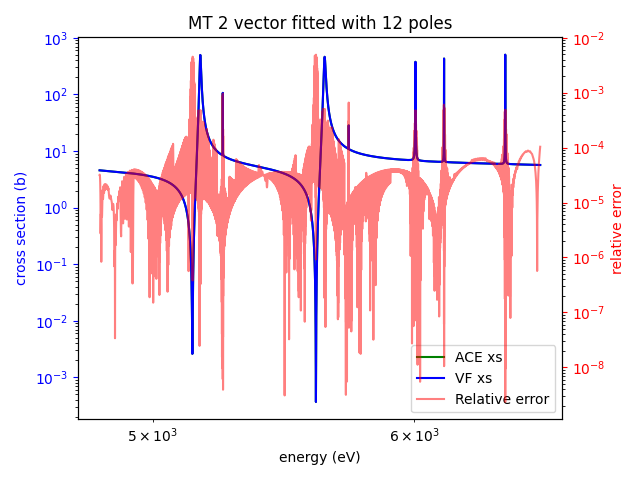 MT 2 vector fitted with 12 poles
10³
10²
10¹
10⁰
10⁻¹
10⁻²
10⁻³
cross section (b)
10⁻²
10⁻³
10⁻⁴
10⁻⁵
10⁻⁶
10⁻⁷
10⁻⁸
relative error
ACE xs
VF xs
Relative error
5 × 10³
6 × 10³
energy (eV)